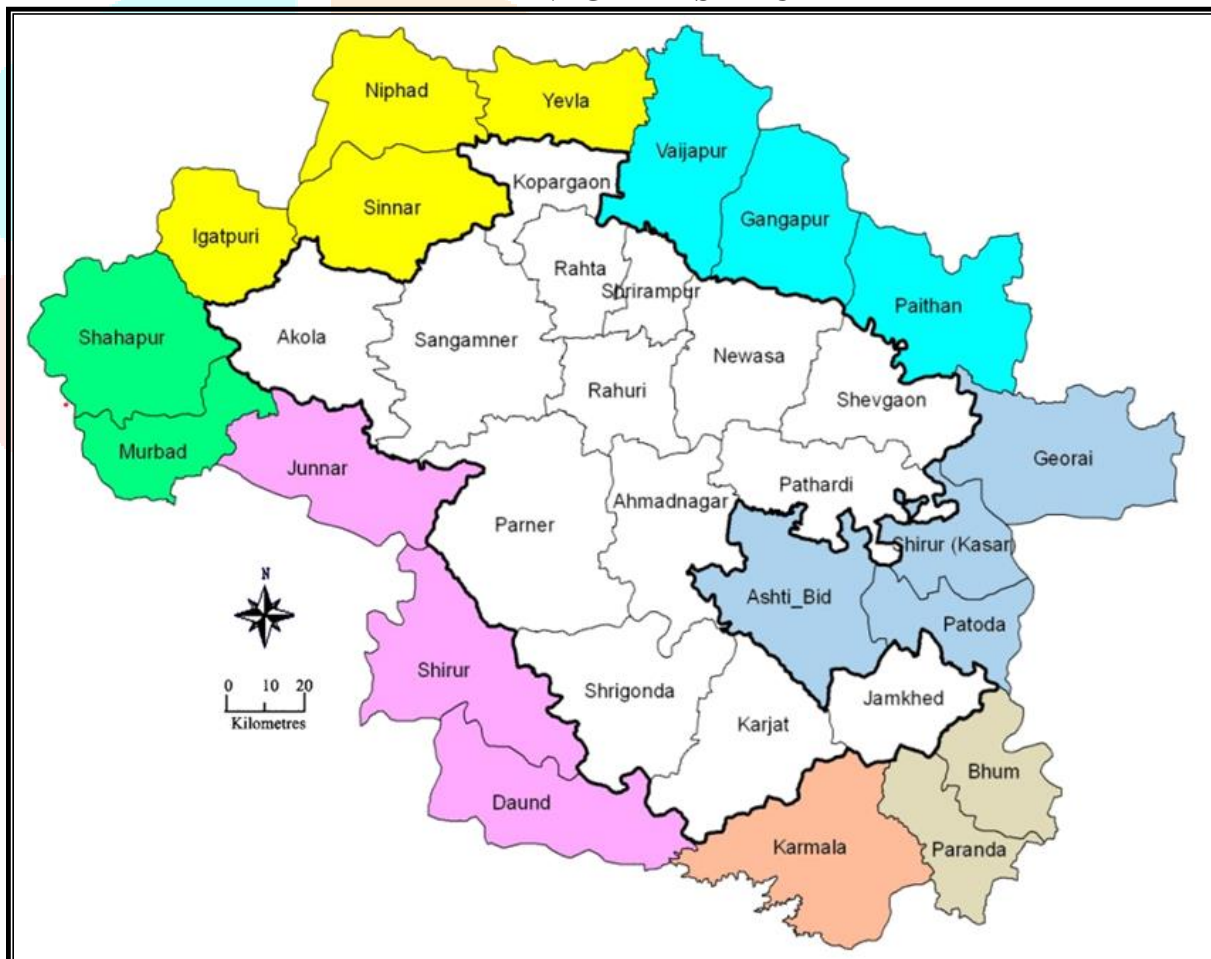 Niphad
Yevla
Vaijapur
Kopargaon
Sinnar
Gangapur
Igatpuri
Rahta
Shrirampur
Paithan
Shahapur
Akola
Sangamner
Newasa
Rahuri
Shevgaon
Murbad
Junnar
Georai
Pathardi
Ahmadnagar
Parner
Shirur (Kasar)
N
Ashti_Bid
Patoda
Shirur
Shrigonda
Jamkhed
0 10 20
Kilometres
Karjat
Bhum
Daund
Karmala
Paranda